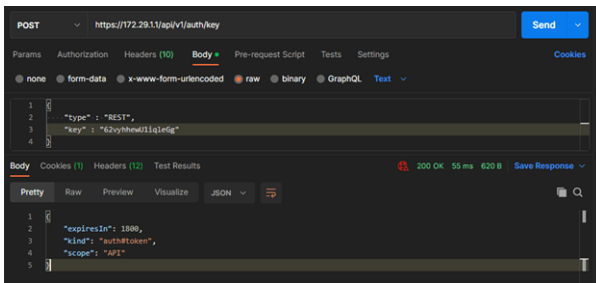 POST https://172.29.1.1/api/v1/auth/key Send
Params Authorization Headers (10) Body Pre-request Script Tests Settings Cookies
none form-data x-www-form-urlencoded raw binary GraphQL Text
1 {
2 ····"type" : "REST",
3 "key" : "62vyhhewU1iqleGg"
4 }
Body Cookies (1) Headers (12) Test Results 200 OK 55 ms 620 B Save Response
Pretty Raw Preview Visualize JSON
1 {
2 "expiresIn": 1800,
3 "kind": "auth#token",
4 "scope": "API"
5 }